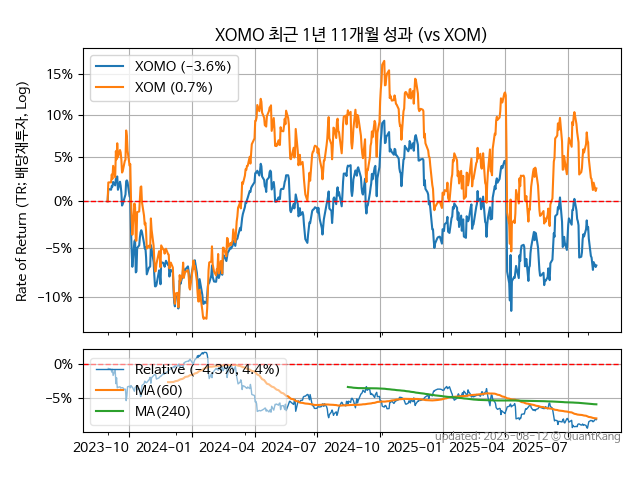 XOMO 최근 1년 11개월 성과 (vs XOM)
Rate of Return (TR: 배당재투자, Log)
15%
10%
5%
0%
−5%
−10%
XOMO (−3.6%)
XOM (0.7%)
0%
−5%
Relative (−4.3%, 4.4%)
MA(60)
MA(240)
2023-10 2024-01 2024-04 2024-07 2024-10 2025-01 2025-04 2025-07
updated: 2025-08-12 © QuantKang